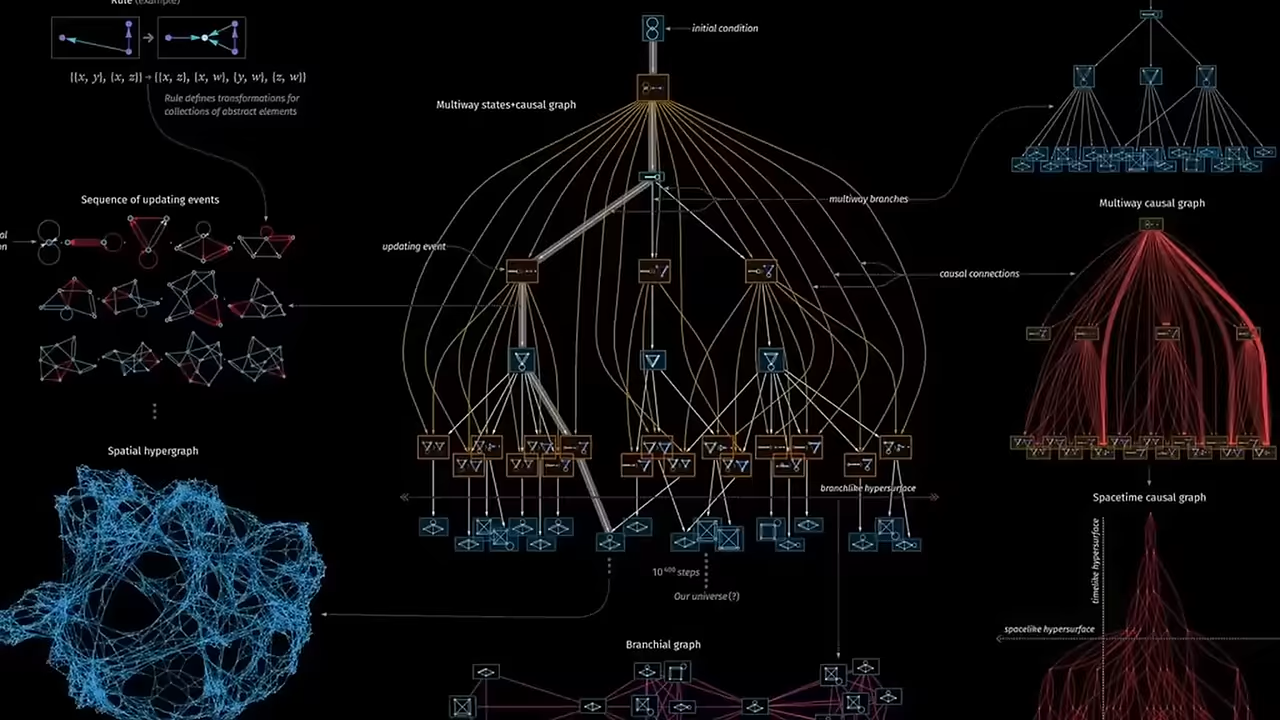 Rule (example)
{{x, y}, {x, z}} → {{x, z}, {x, w}, {y, w}, {z, w}}
Rule defines transformations for
collections of abstract elements
Sequence of updating events
Spatial hypergraph
initial condition
Multiway states+causal graph
multiway branches
updating event
causal connections
branchlike hypersurface
10⁴⁰⁰ steps
Our universe(?)
Branchial graph
Multiway causal graph
Spacetime causal graph
timelike hypersurface
spacelike hypersurface